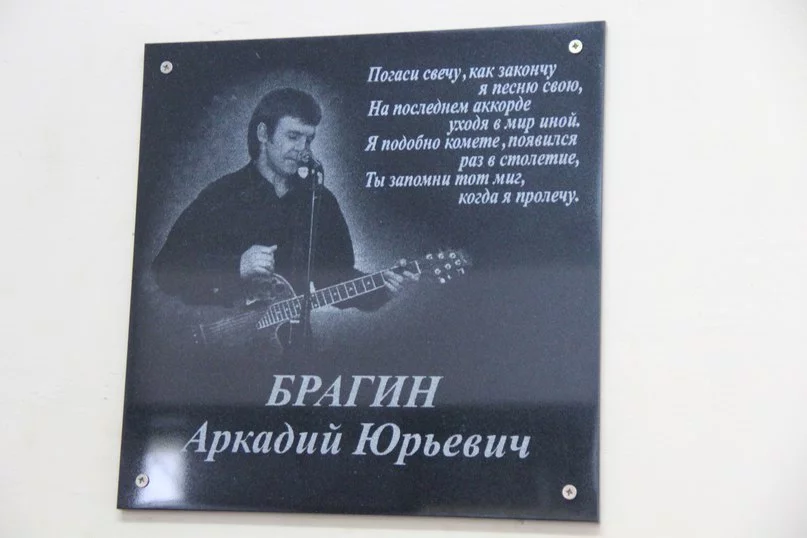 Погаси свечу, как закончу
я песню свою,
На последнем аккорде
уходя в мир иной.
Я подобно комете, появился
раз в столетие,
Ты запомни тот миг,
когда я пролечу.
БРАГИН
Аркадий Юрьевич